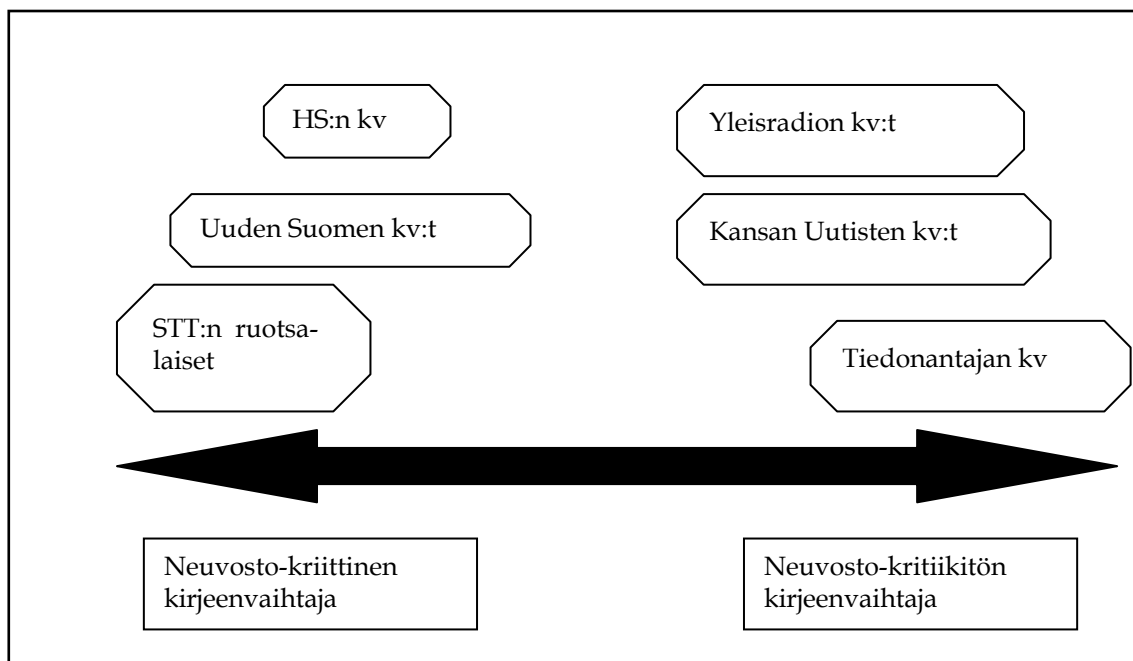 HS:n kv
Yleisradion kv:t
Uuden Suomen kv:t
Kansan Uutisten kv:t
STT:n ruotsa-
laiset
Tiedonantajan kv
Neuvosto-kriittinen
kirjeenvaihtaja
Neuvosto-kritiikitön
kirjeenvaihtaja